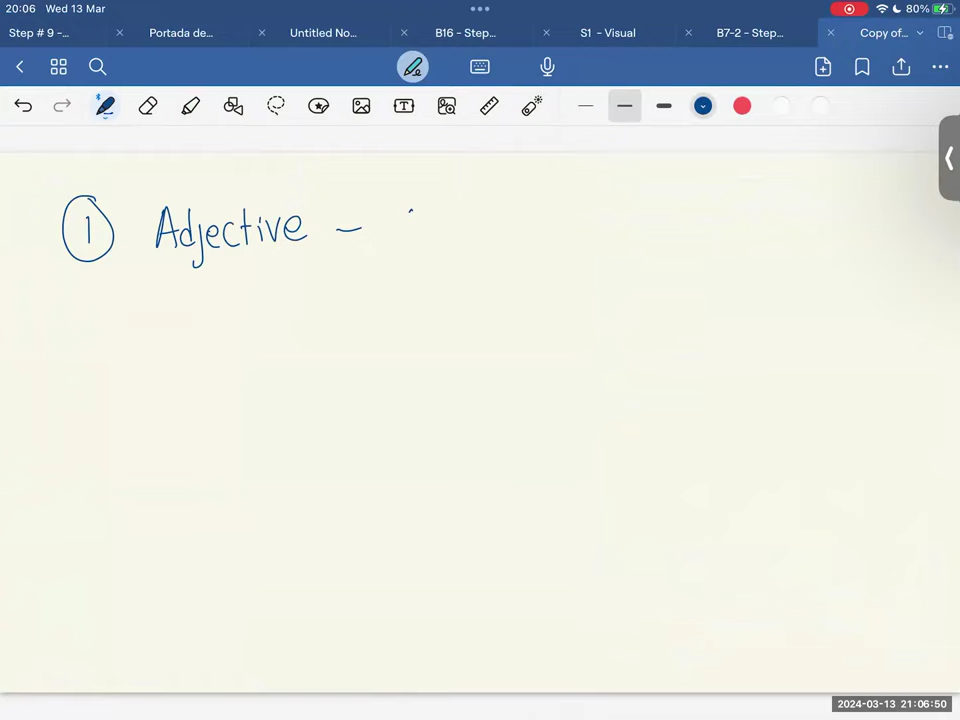 20:06 Wed 13 Mar
80%
Step # 9 -...
Portada de...
Untitled No...
B16 - Step...
S1 - Visual
B7-2 - Step...
Copy of...
① Adjective –
2024-03-13 21:06:50